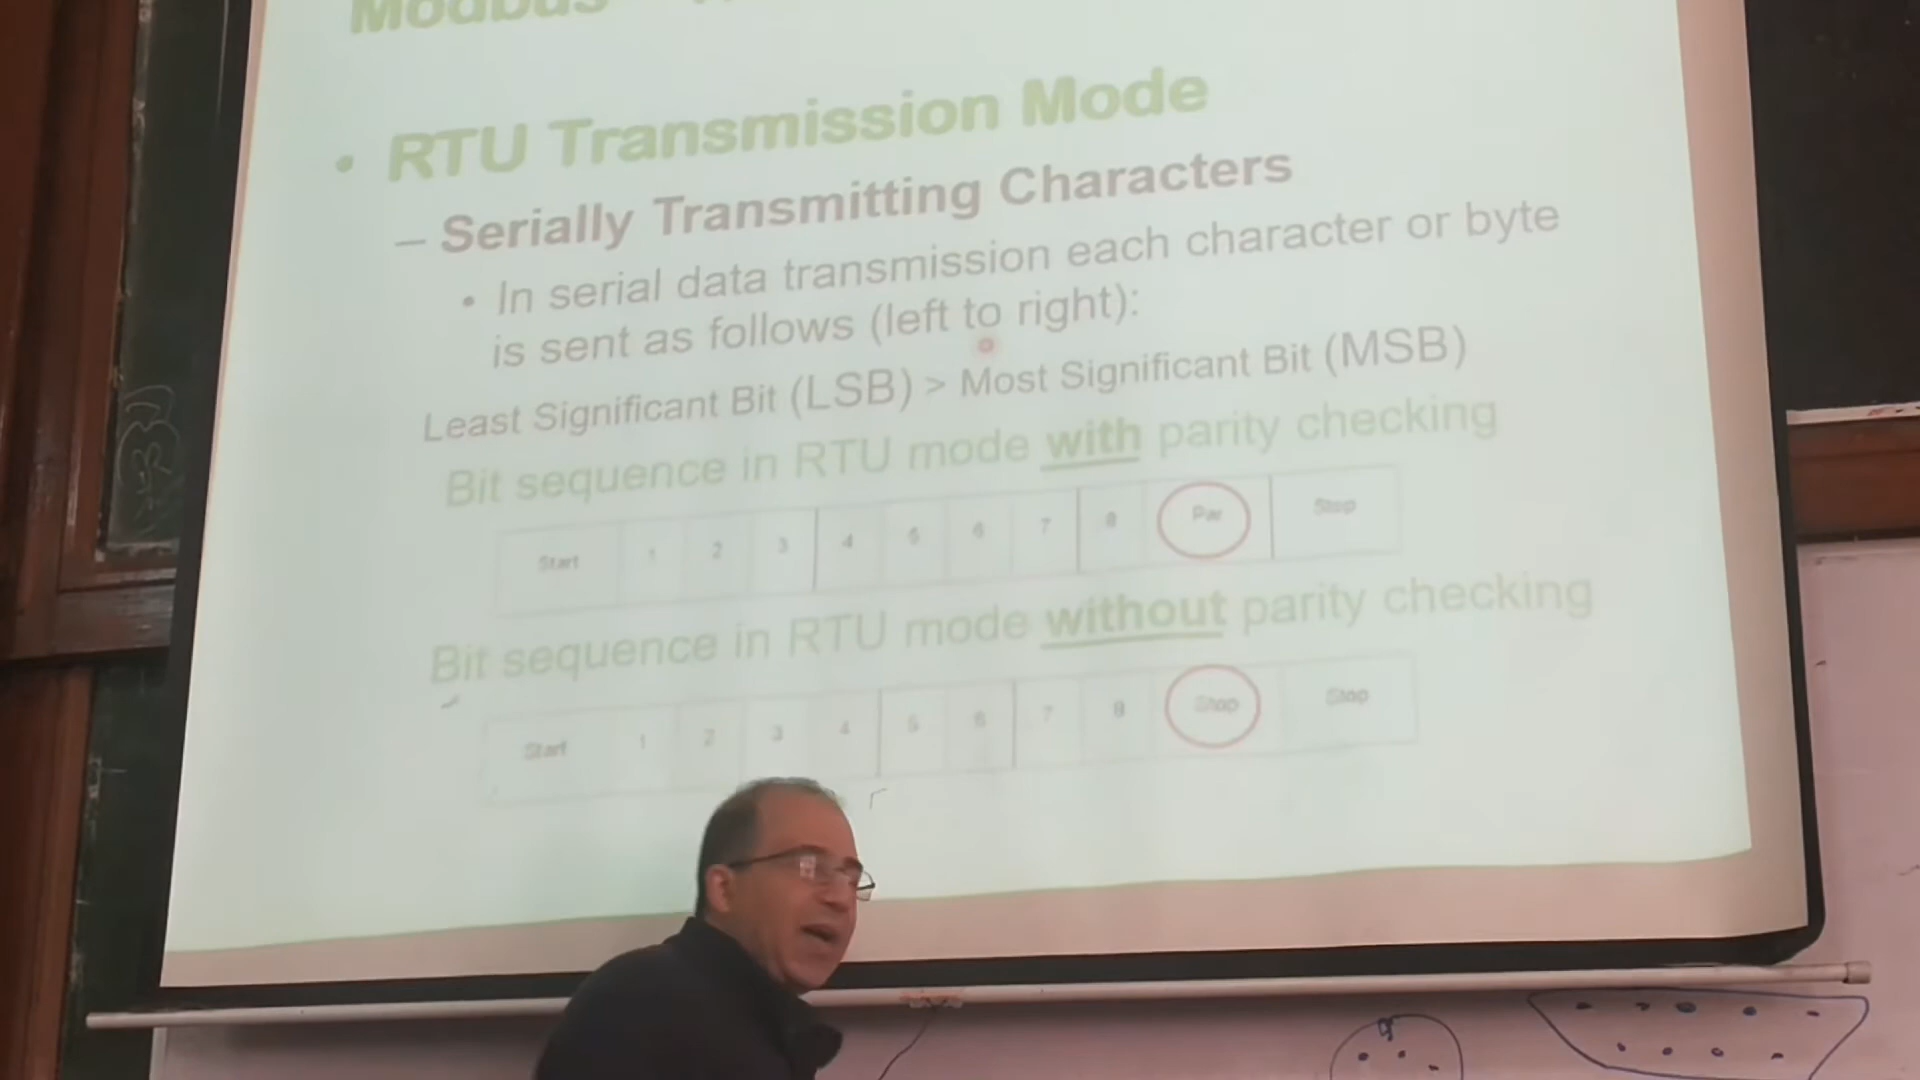 Modbus
• RTU Transmission Mode
– Serially Transmitting Characters
• In serial data transmission each character or byte
is sent as follows (left to right):
Least Significant Bit (LSB) > Most Significant Bit (MSB)
Bit sequence in RTU mode with parity checking
Start 1 2 3 4 5 6 7 8 Par Stop
Bit sequence in RTU mode without parity checking
Start 1 2 3 4 5 6 7 8 Stop Stop